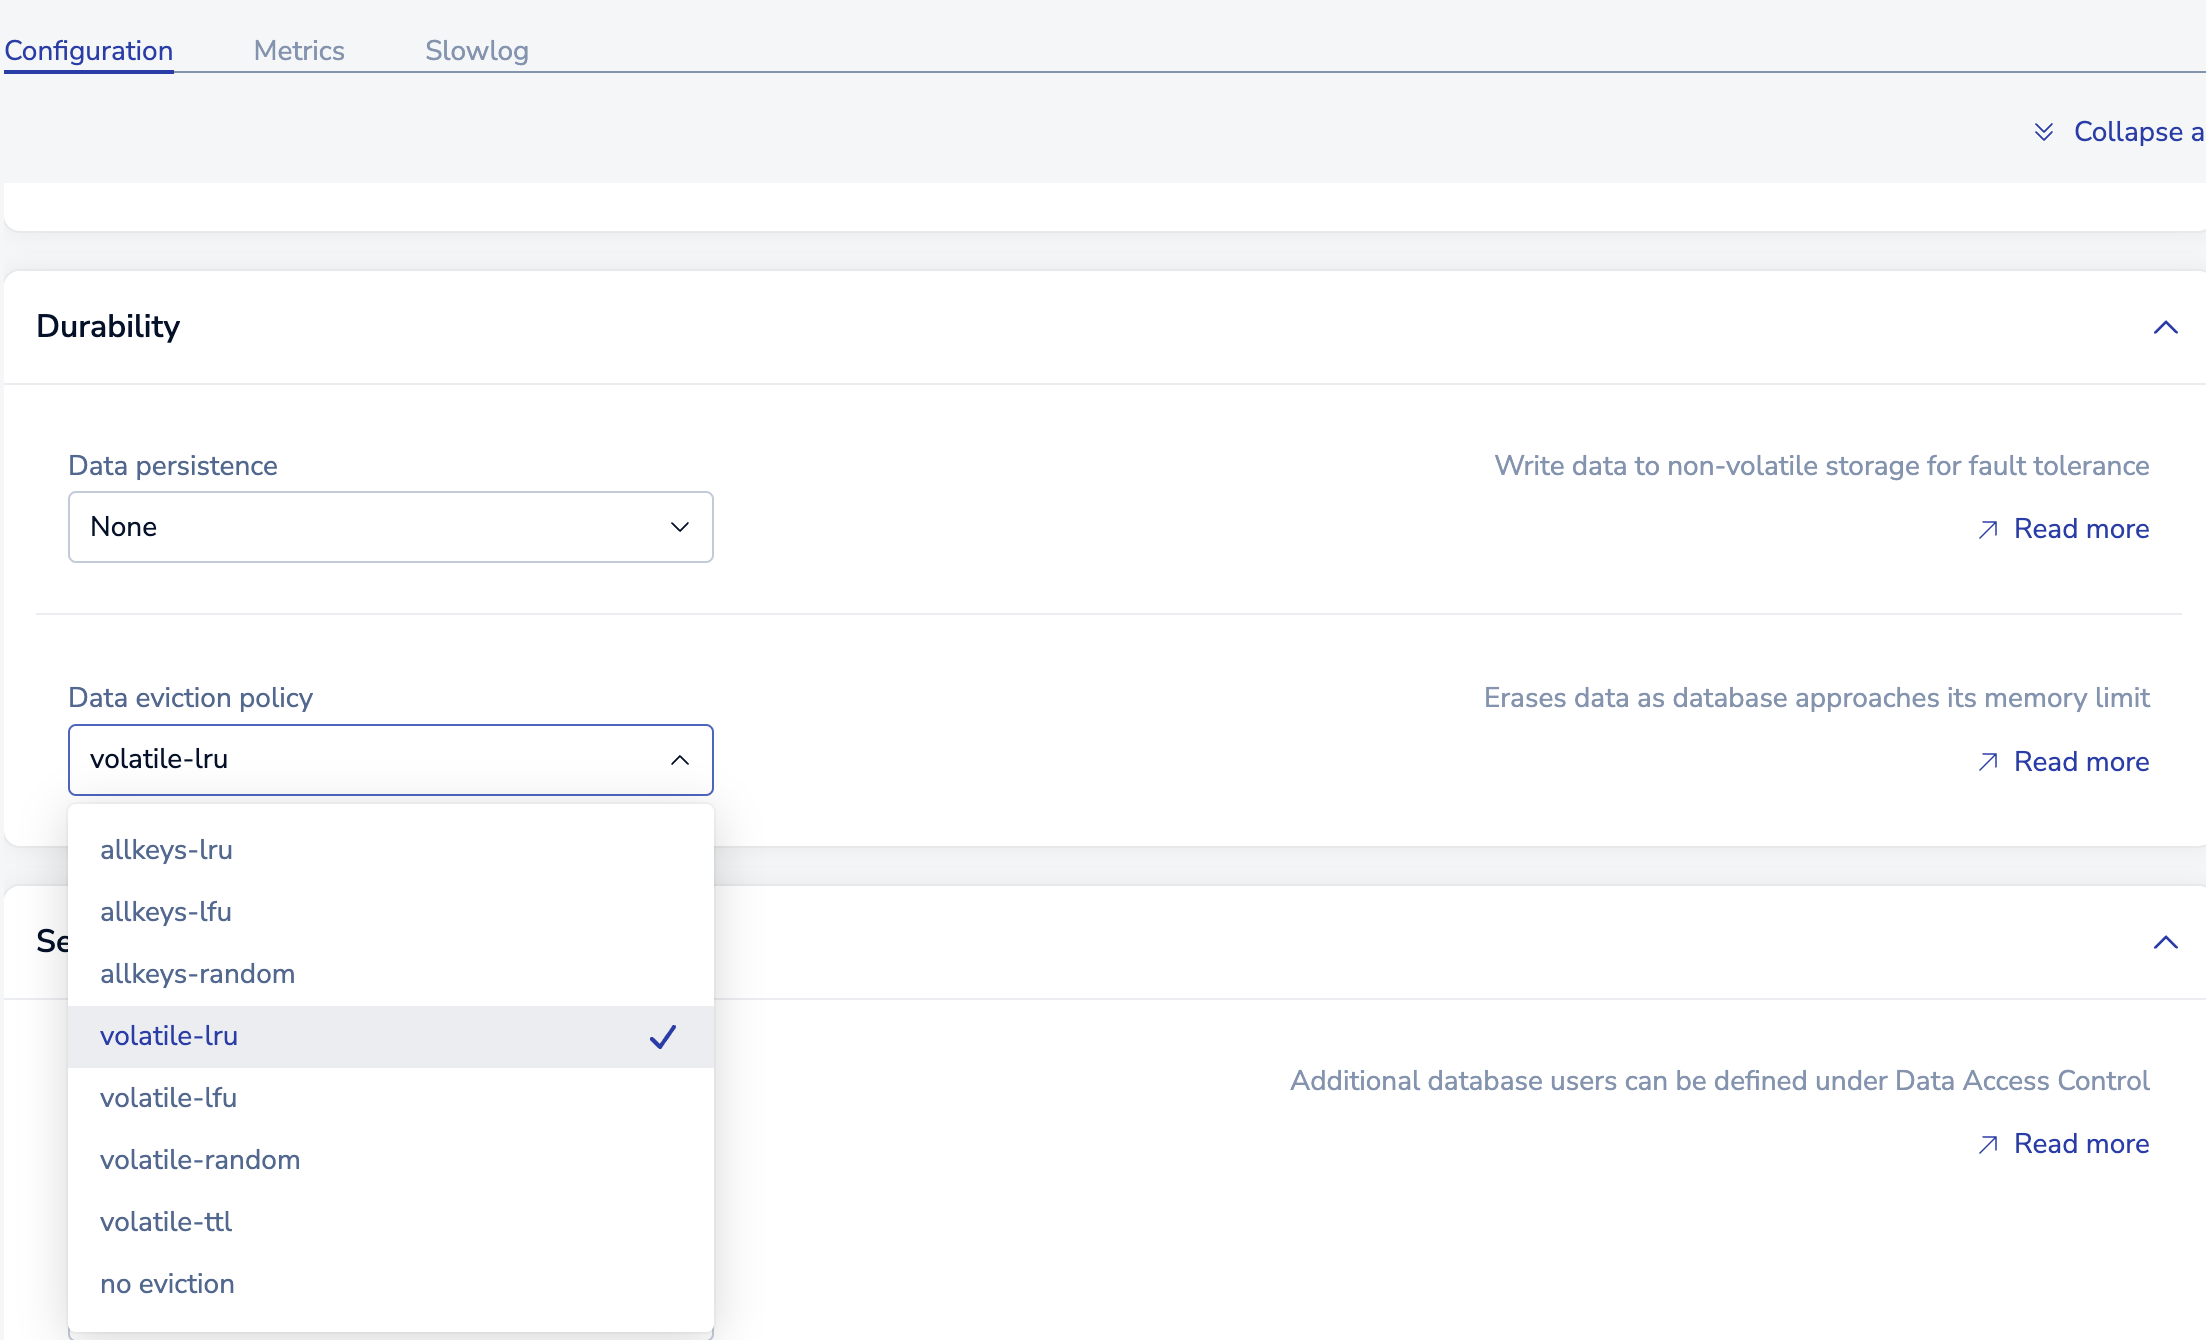 Configuration
Metrics
Slowlog
Collapse
Durability
Data persistence
Write data to non-volatile storage for fault tolerance
None
Read more
Data eviction policy
Erases data as database approaches its memory limit
volatile-lru
Read more
allkeys-lru
allkeys-lfu
Se
allkeys-random
volatile-lru
Additional database users can be defined under Data Access Control
volatile-lfu
Read more
volatile-random
volatile-ttl
no eviction